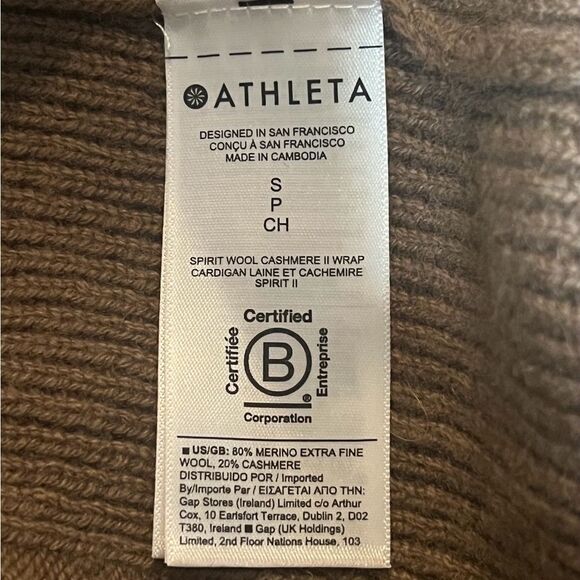 ATHLETA
DESIGNED IN SAN FRANCISCO
CONÇU À SAN FRANCISCO
MADE IN CAMBODIA
S
P
CH
SPIRIT WOOL CASHMERE II WRAP
CARDIGAN LAINE ET CACHEMIRE
SPIRIT II
Certified
Certifiée
B
Entreprise
®
Corporation
■ US/GB: 80% MERINO EXTRA FINE
WOOL, 20% CASHMERE
DISTRIBUIDO POR / Imported
By/Importe Par / ΕΙΣΑΓΕΤΑΙ ΑΠΟ ΤΗΝ:
Gap Stores (Ireland) Limited c/o Arthur
Cox, 10 Earlsfort Terrace, Dublin 2, D02
T380, Ireland ■ Gap (UK Holdings)
Limited, 2nd Floor Nations House, 103